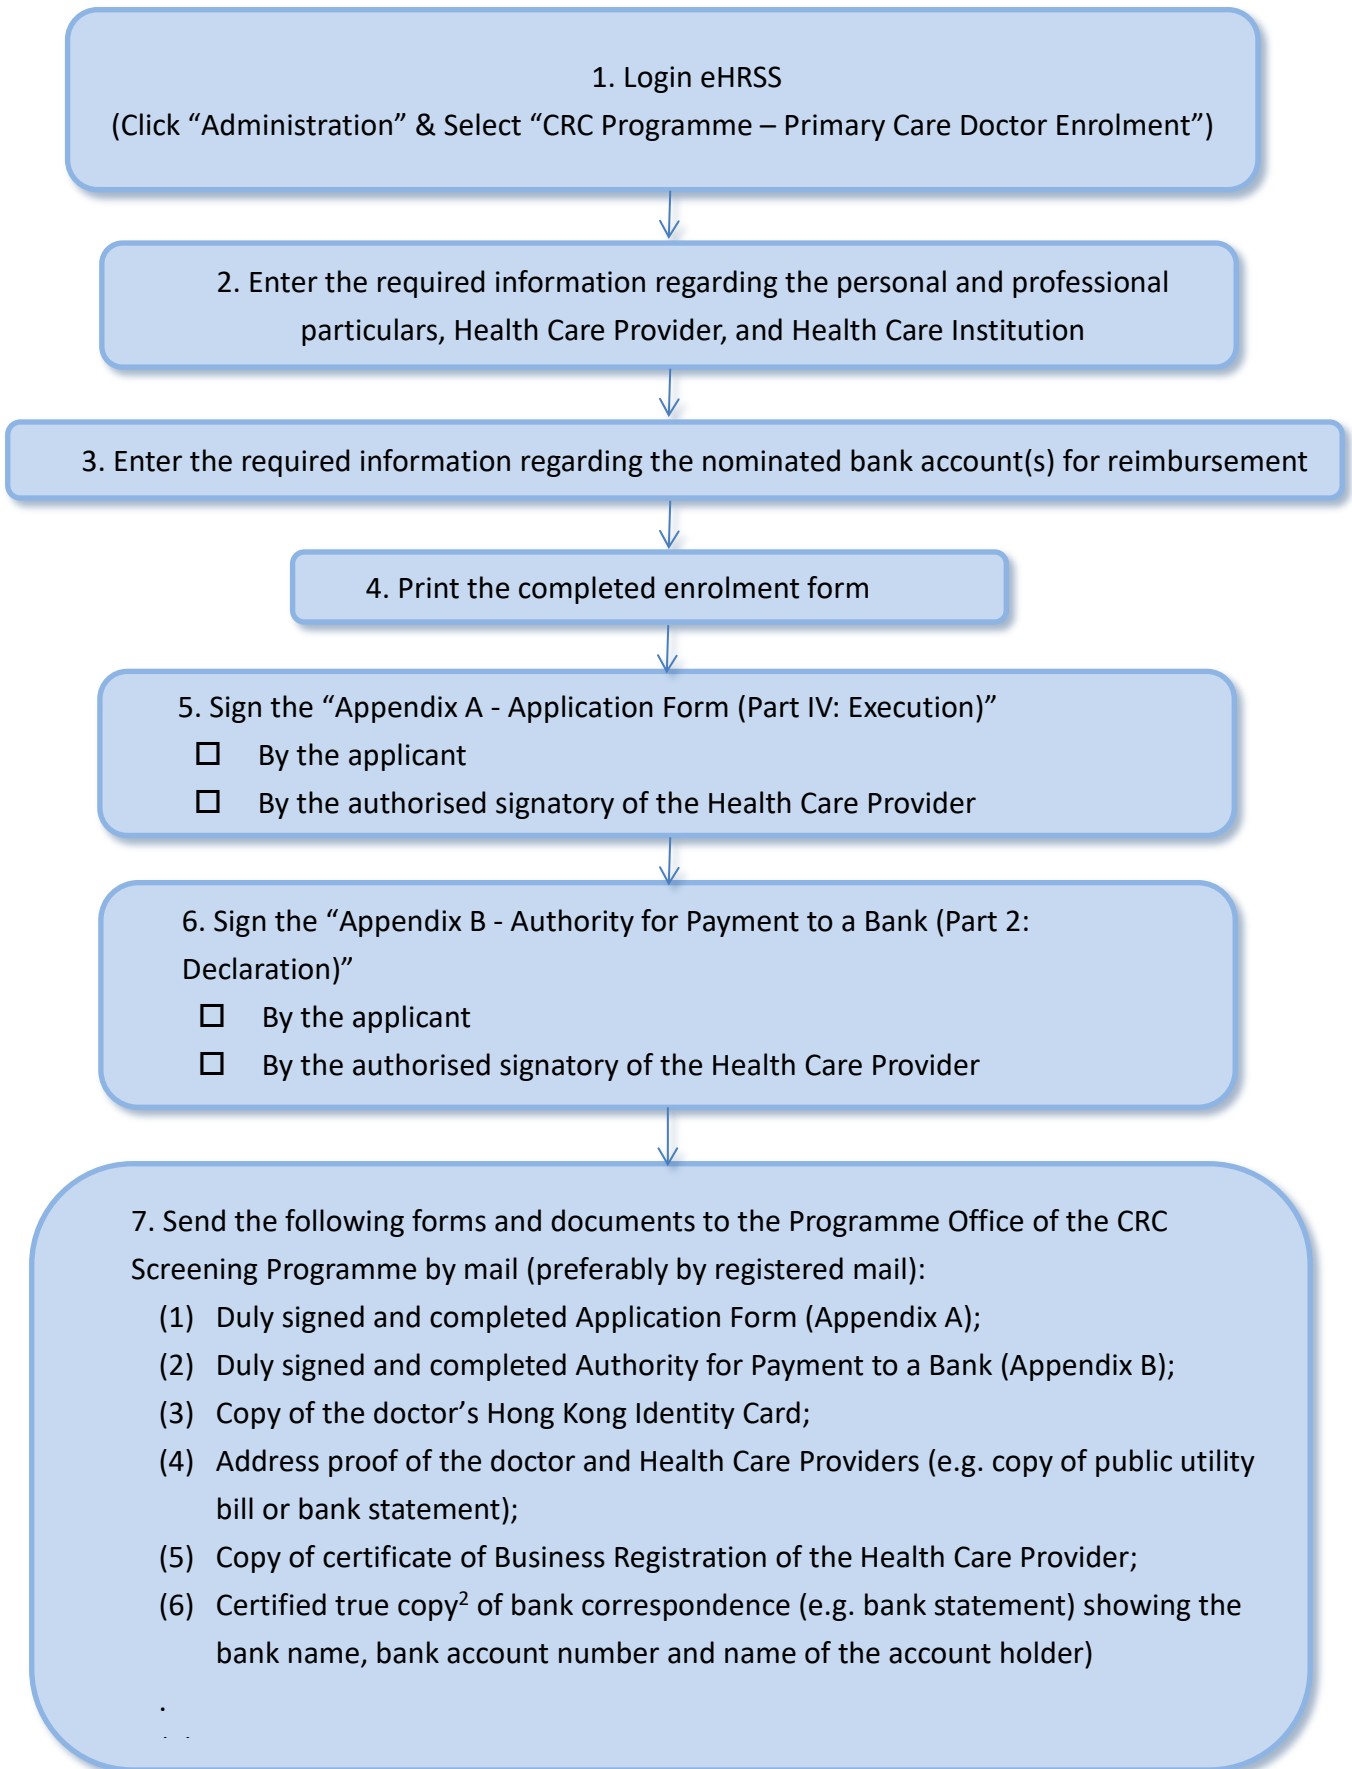 1. Login eHRSS
(Click “Administration” & Select “CRC Programme – Primary Care Doctor Enrolment”)
2. Enter the required information regarding the personal and professional
particulars, Health Care Provider, and Health Care Institution
3. Enter the required information regarding the nominated bank account(s) for reimbursement
4. Print the completed enrolment form
5. Sign the “Appendix A - Application Form (Part IV: Execution)”
☐ By the applicant
☐ By the authorised signatory of the Health Care Provider
6. Sign the “Appendix B - Authority for Payment to a Bank (Part 2:
Declaration)”
☐ By the applicant
☐ By the authorised signatory of the Health Care Provider
7. Send the following forms and documents to the Programme Office of the CRC
Screening Programme by mail (preferably by registered mail):
(1) Duly signed and completed Application Form (Appendix A);
(2) Duly signed and completed Authority for Payment to a Bank (Appendix B);
(3) Copy of the doctor’s Hong Kong Identity Card;
(4) Address proof of the doctor and Health Care Providers (e.g. copy of public utility
bill or bank statement);
(5) Copy of certificate of Business Registration of the Health Care Provider;
(6) Certified true copy² of bank correspondence (e.g. bank statement) showing the
bank name, bank account number and name of the account holder)
.